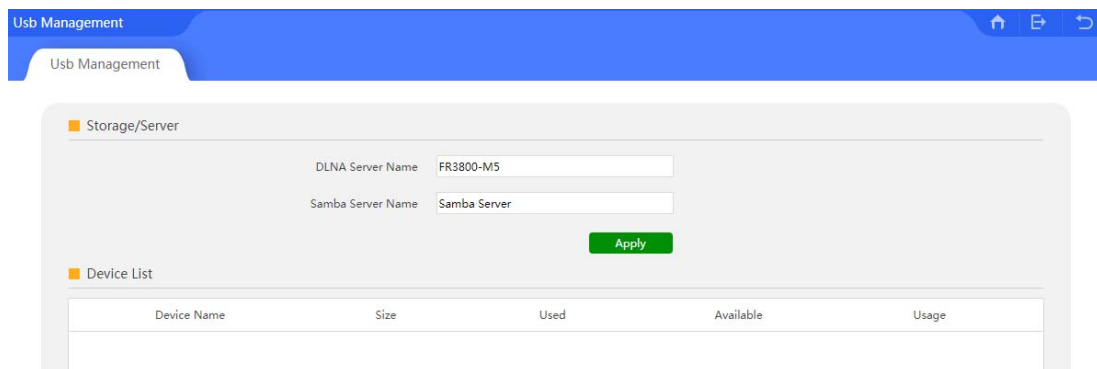 Usb Management
Usb Management
Storage/Server
DLNA Server Name FR3800-M5
Samba Server Name Samba Server
Apply
Device List
Device Name Size Used Available Usage